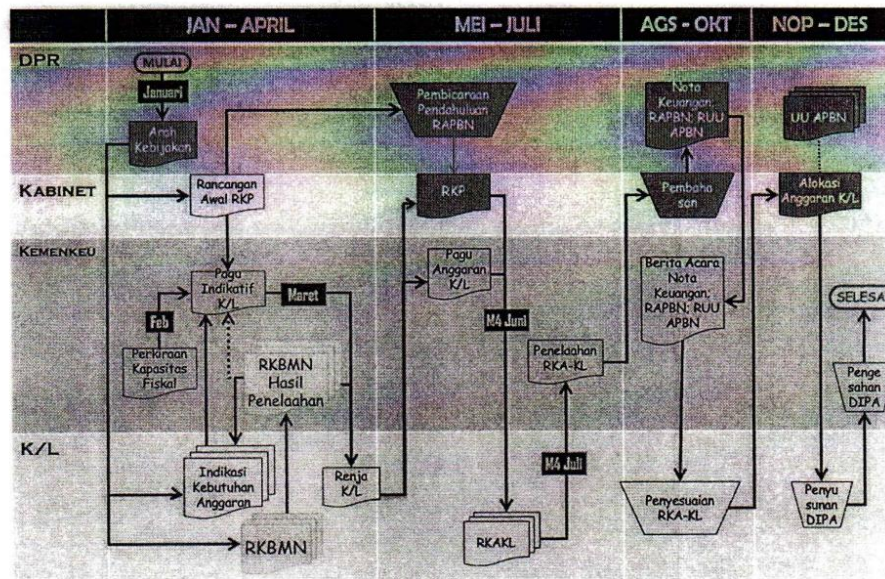 JAN – APRIL
MEI – JULI
AGS - OKT
NOP – DES
DPR
MULAI
Januari
Arah
Kebijakan
Pembicaraan
Pendahuluan
RAPBN
Nota
Keuangan;
RAPBN; RUU
APBN
UU APBN
KABINET
Rancangan
Awal RKP
RKP
Pembaha
san
Alokasi
Anggaran K/L
KEMENKEU
Pagu
Indikatif
K/L
Maret
Feb
Perkiraan
Kapasitas
Fiskal
RKBMN
Hasil
Penelaahan
Pagu
Anggaran
K/L
M4 Juni
Penelaahan
RKA-KL
Berita Acara
Nota
Keuangan;
RAPBN; RUU
APBN
SELESA
Penge
sahan
DIPA
K/L
Indikasi
Kebutuhan
Anggaran
RKBMN
Renja
K/L
M4 Juli
RKAKL
Penyesuaian
RKA-KL
Penyu
sunan
DIPA